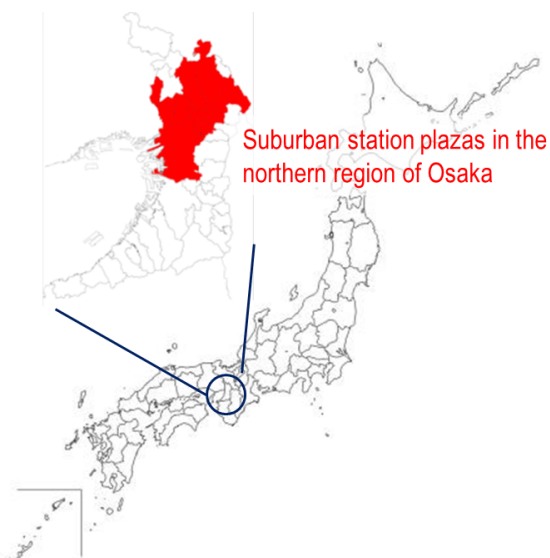 Suburban station plazas in the
northern region of Osaka